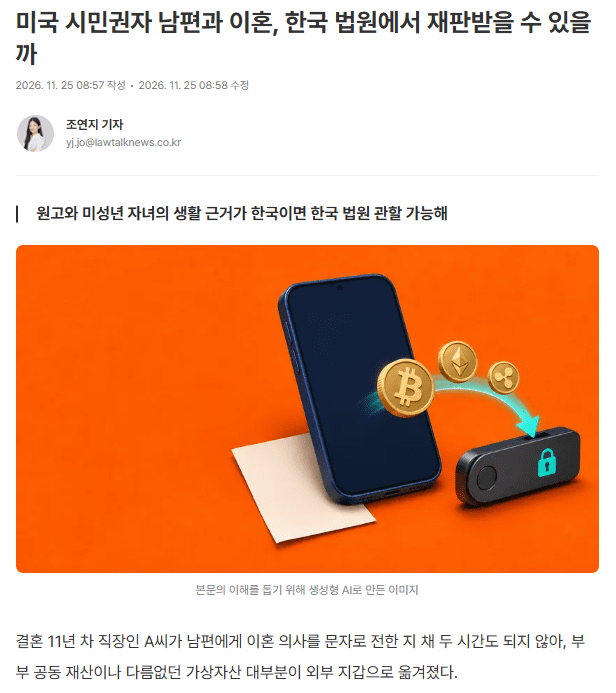 미국 시민권자 남편과 이혼, 한국 법원에서 재판받을 수 있을
까
2026. 11. 25 08:57 작성 • 2026. 11. 25 08:58 수정
조연지 기자
yj.jo@lawtalknews.co.kr
원고와 미성년 자녀의 생활 근거가 한국이면 한국 법원 관할 가능해
본문의 이해를 돕기 위해 생성형 AI로 만든 이미지
결혼 11년 차 직장인 A씨가 남편에게 이혼 의사를 문자로 전한 지 채 두 시간도 되지 않아, 부
부 공동 재산이나 다름없던 가상자산 대부분이 외부 지갑으로 옮겨졌다.